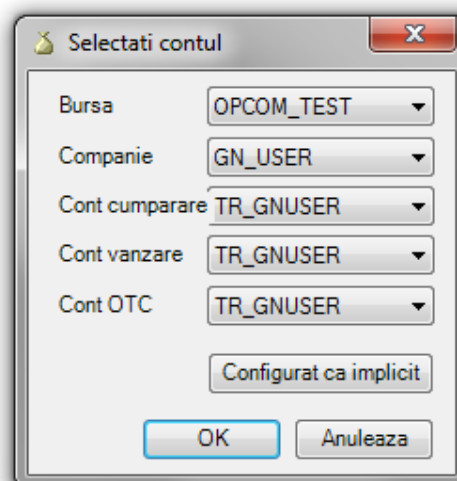 Selectati contul
Bursa OPCOM_TEST
Companie GN_USER
Cont cumparare TR_GNUSER
Cont vanzare TR_GNUSER
Cont OTC TR_GNUSER
Configurat ca implicit
OK Anuleaza